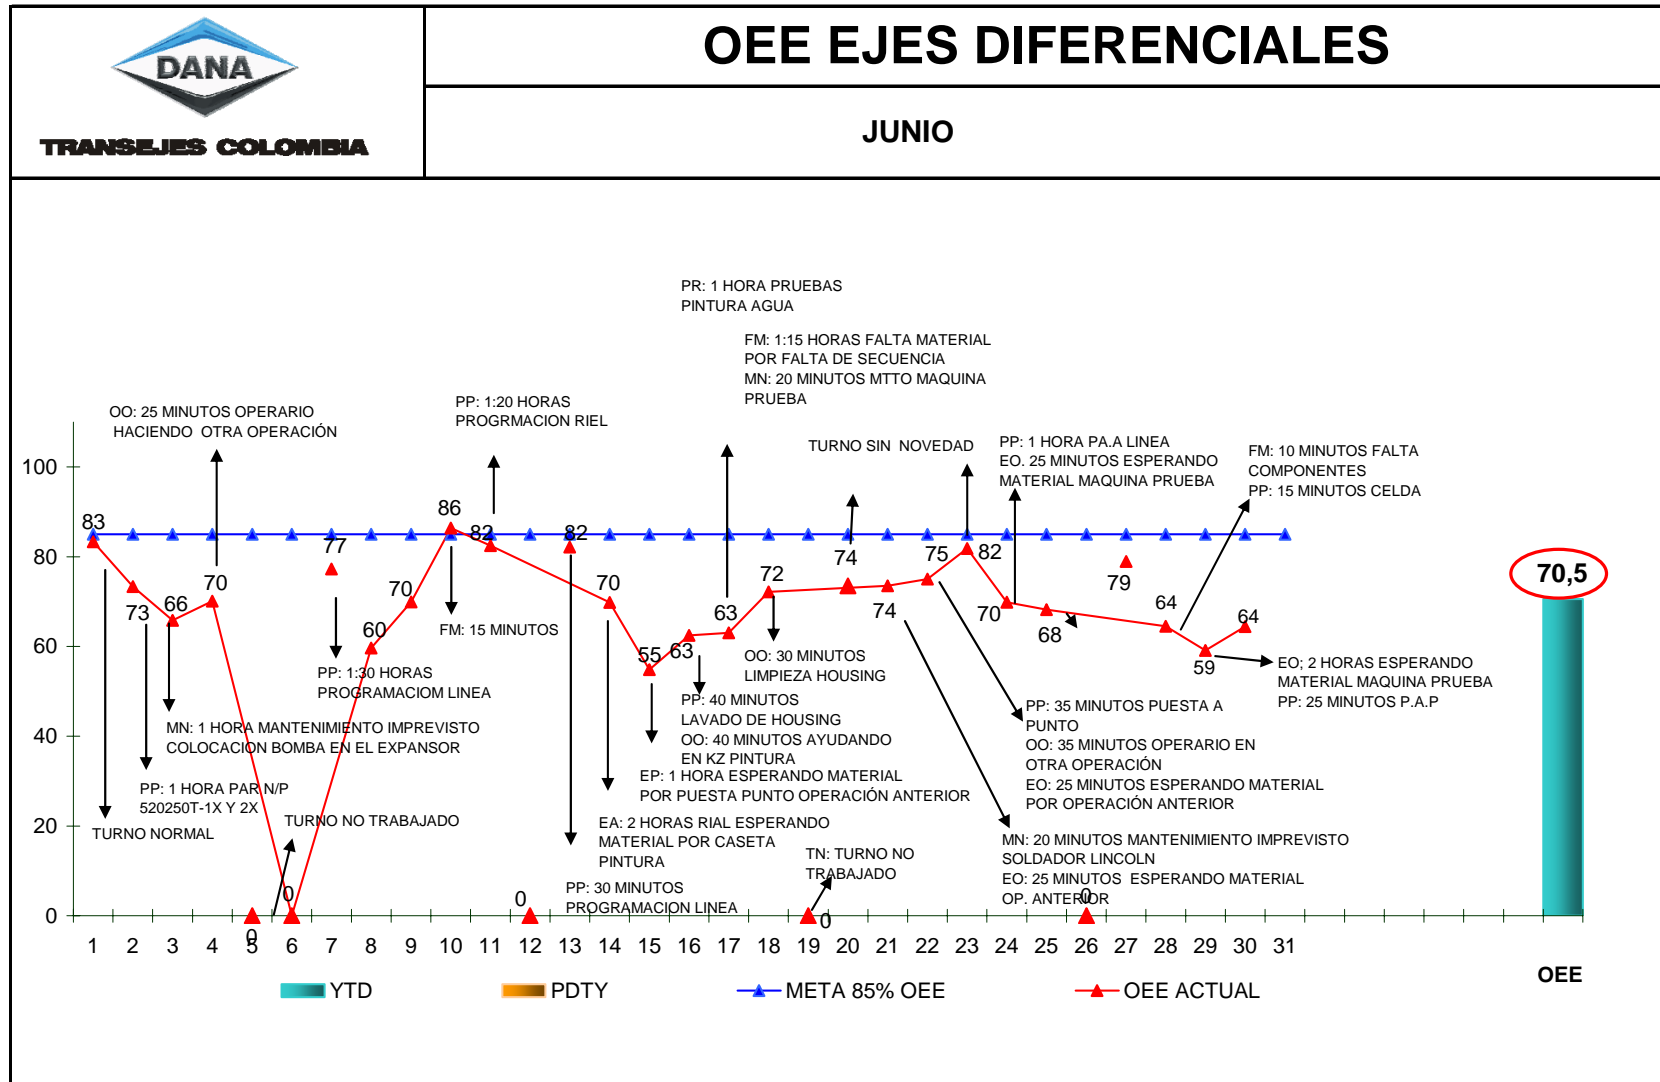 DANA
TRANSEJES COLOMBIA
OEE EJES DIFERENCIALES
JUNIO
PR: 1 HORA PRUEBAS
PINTURA AGUA
FM: 1:15 HORAS FALTA MATERIAL
POR FALTA DE SECUENCIA
MN: 20 MINUTOS MTTO MAQUINA
PRUEBA
OO: 25 MINUTOS OPERARIO
HACIENDO OTRA OPERACIÓN
PP: 1:20 HORAS
PROGRMACION RIEL
TURNO SIN NOVEDAD
PP: 1 HORA PA.A LINEA
EO. 25 MINUTOS ESPERANDO
MATERIAL MAQUINA PRUEBA
FM: 10 MINUTOS FALTA
COMPONENTES
PP: 15 MINUTOS CELDA
100
80
60
40
20
0
83
73
66
70
0
0
77
60
70
86
82
0
82
70
55
63
63
72
0
74
74
75
82
70
68
0
79
64
59
64
70,5
FM: 15 MINUTOS
PP: 1:30 HORAS
PROGRAMACIOM LINEA
MN: 1 HORA MANTENIMIENTO IMPREVISTO
COLOCACION BOMBA EN EL EXPANSOR
PP: 1 HORA PAR N/P
520250T-1X Y 2X
TURNO NORMAL
TURNO NO TRABAJADO
OO: 30 MINUTOS
LIMPIEZA HOUSING
PP: 40 MINUTOS
LAVADO DE HOUSING
OO: 40 MINUTOS AYUDANDO
EN KZ PINTURA
EP: 1 HORA ESPERANDO MATERIAL
POR PUESTA PUNTO OPERACIÓN ANTERIOR
EA: 2 HORAS RIAL ESPERANDO
MATERIAL POR CASETA
PINTURA
PP: 30 MINUTOS
PROGRAMACION LINEA
TN: TURNO NO
TRABAJADO
EO; 2 HORAS ESPERANDO
MATERIAL MAQUINA PRUEBA
PP: 25 MINUTOS P.A.P
PP: 35 MINUTOS PUESTA A
PUNTO
OO: 35 MINUTOS OPERARIO EN
OTRA OPERACIÓN
EO: 25 MINUTOS ESPERANDO MATERIAL
POR OPERACIÓN ANTERIOR
MN: 20 MINUTOS MANTENIMIENTO IMPREVISTO
SOLDADOR LINCOLN
EO: 25 MINUTOS ESPERANDO MATERIAL
OP. ANTERIOR
1 2 3 4 5 6 7 8 9 10 11 12 13 14 15 16 17 18 19 20 21 22 23 24 25 26 27 28 29 30 31
OEE
YTD PDTY META 85% OEE OEE ACTUAL